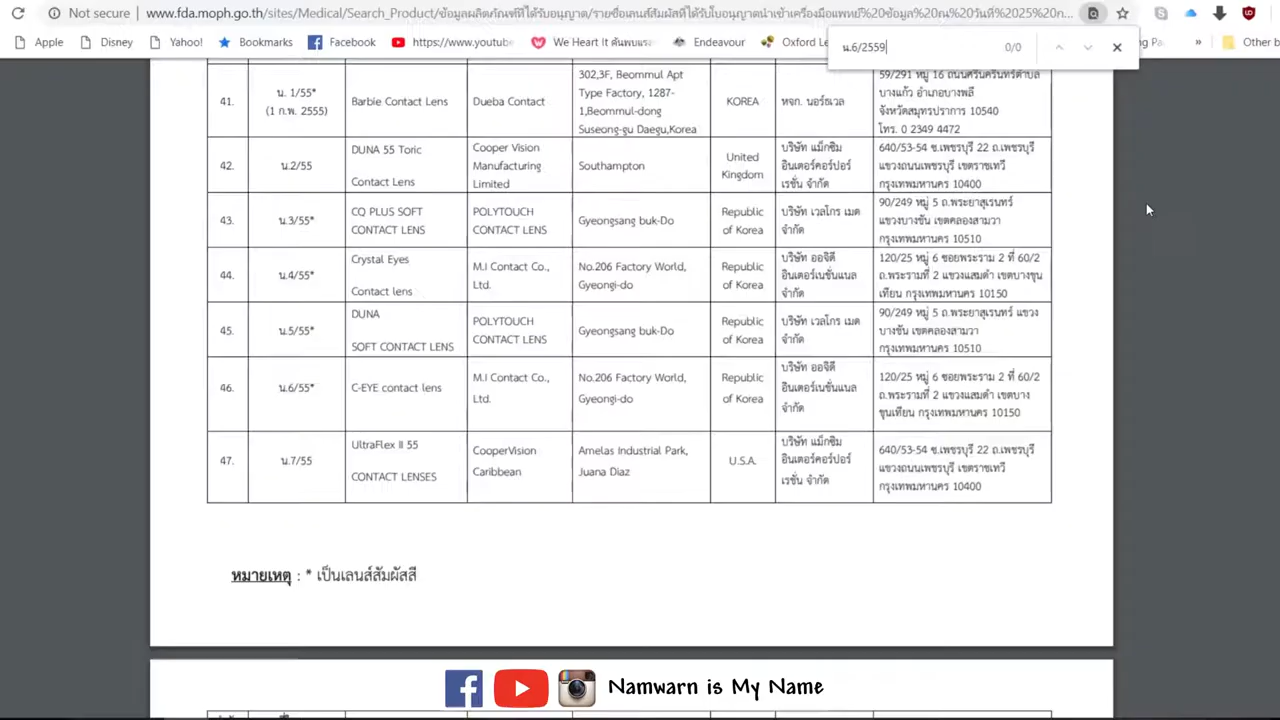 Not secure | www.fda.moph.go.th/sites/Medical/Search_Product/ข้อมูลผลิตภัณฑ์ที่ได้รับอนุญาต/รายชื่อเลนส์สัมผัสที่ได้รับใบอนุญาตนำเข้าเครื่องมือแพทย์%20ข้อมูล%20ณ%20วันที่%2025%20ก...
Apple Disney Yahoo! Bookmarks Facebook https://www.youtube We Heart It ค้นพบแรง Endeavour Oxford Le » Other b
น.6/2559 0/0
41. น. 1/55* Barbie Contact Lens Dueba Contact 302,3F, Beommul Apt KOREA หจก. นอร์ธเวล 59/291 หมู่ 16 ถนนศรีนครินทร์ตำบล
(1 ก.พ. 2555) Type Factory, 1287- บางแก้ว อำเภอบางพลี
1,Beommul-dong จังหวัดสมุทรปราการ 10540
Suseong-gu Daegu,Korea โทร. 0 2349 4472
42. น.2/55 DUNA 55 Toric Cooper Vision Southampton United บริษัท แม็กซิม 640/53-54 ซ.เพชรบุรี 22 ถ.เพชรบุรี
Contact Lens Manufacturing Kingdom อินเตอร์คอร์ปอร์ แขวงถนนเพชรบุรี เขตราชเทวี
Limited เรชั่น จำกัด กรุงเทพมหานคร 10400
43. น.3/55* CQ PLUS SOFT POLYTOUCH Gyeongsang buk-Do Republic บริษัท เวลโกร เมด 90/249 หมู่ 5 ถ.พระยาสุเรนทร์
CONTACT LENS CONTACT LENS of Korea จำกัด แขวงบางชัน เขตคลองสามวา
กรุงเทพมหานคร 10510
44. น.4/55* Crystal Eyes M.I Contact Co., No.206 Factory World, Republic บริษัท ออจิดี 120/25 หมู่ 6 ซอยพระราม 2 ที่ 60/2
Contact lens Ltd. Gyeongi-do of Korea อินเตอร์เนชั่นแนล ถ.พระรามที่ 2 แขวงแสมดำ เขตบางขุน
จำกัด เทียน กรุงเทพมหานคร 10150
45. น.5/55* DUNA POLYTOUCH Gyeongsang buk-Do Republic บริษัท เวลโกร เมด 90/249 หมู่ 5 ถ.พระยาสุเรนทร์ แขวง
SOFT CONTACT LENS CONTACT LENS of Korea จำกัด บางชัน เขตคลองสามวา
กรุงเทพมหานคร 10510
46. น.6/55* C-EYE contact lens M.I Contact Co., No.206 Factory World, Republic บริษัท ออจิดี 120/25 หมู่ 6 ซอยพระราม 2 ที่ 60/2
Ltd. Gyeongi-do of Korea อินเตอร์เนชั่นแนล ถ.พระรามที่ 2 แขวงแสมดำ เขตบาง
จำกัด ขุนเทียน กรุงเทพมหานคร 10150
47. น.7/55 UltraFlex II 55 CooperVision Amelas Industrial Park, U.S.A. บริษัท แม็กซิม 640/53-54 ซ.เพชรบุรี 22 ถ.เพชรบุรี
CONTACT LENSES Caribbean Juana Diaz อินเตอร์คอร์ปอร์ แขวงถนนเพชรบุรี เขตราชเทวี
เรชั่น จำกัด กรุงเทพมหานคร 10400
หมายเหตุ : * เป็นเลนส์สัมผัสสี
Namwarn is My Name